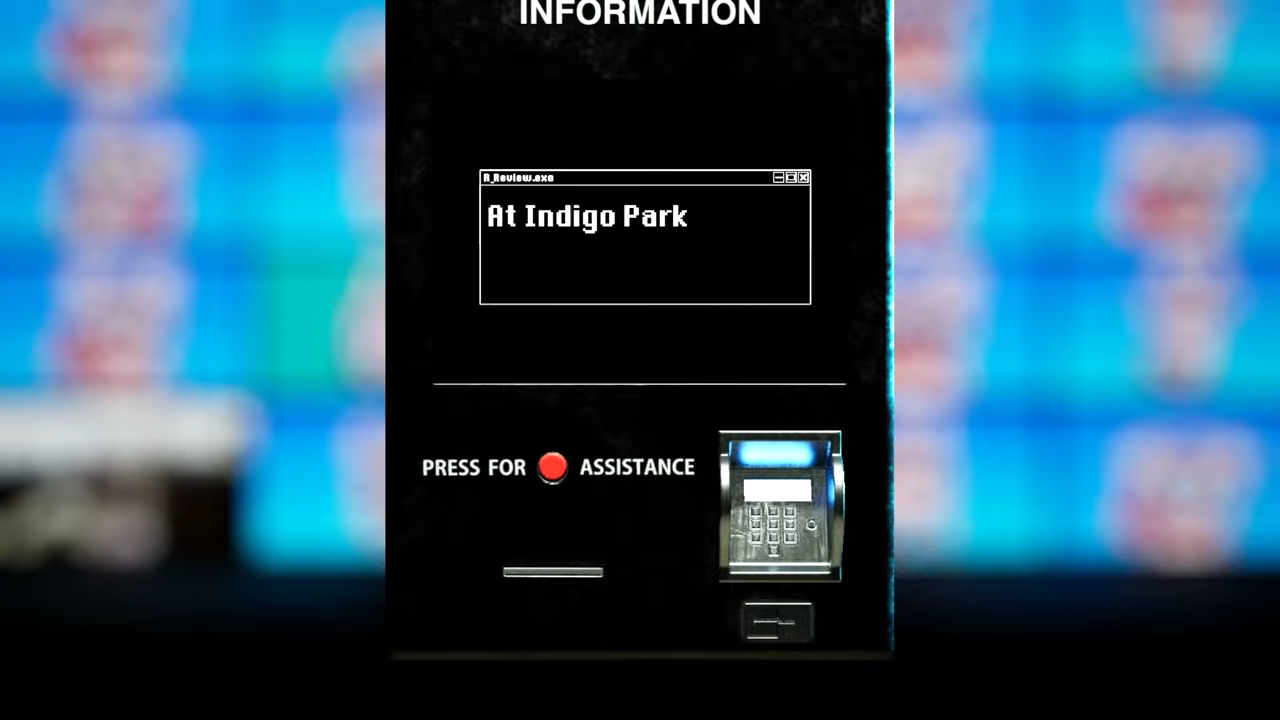 INFORMATION
A_Review.exe
At Indigo Park
PRESS FOR ASSISTANCE